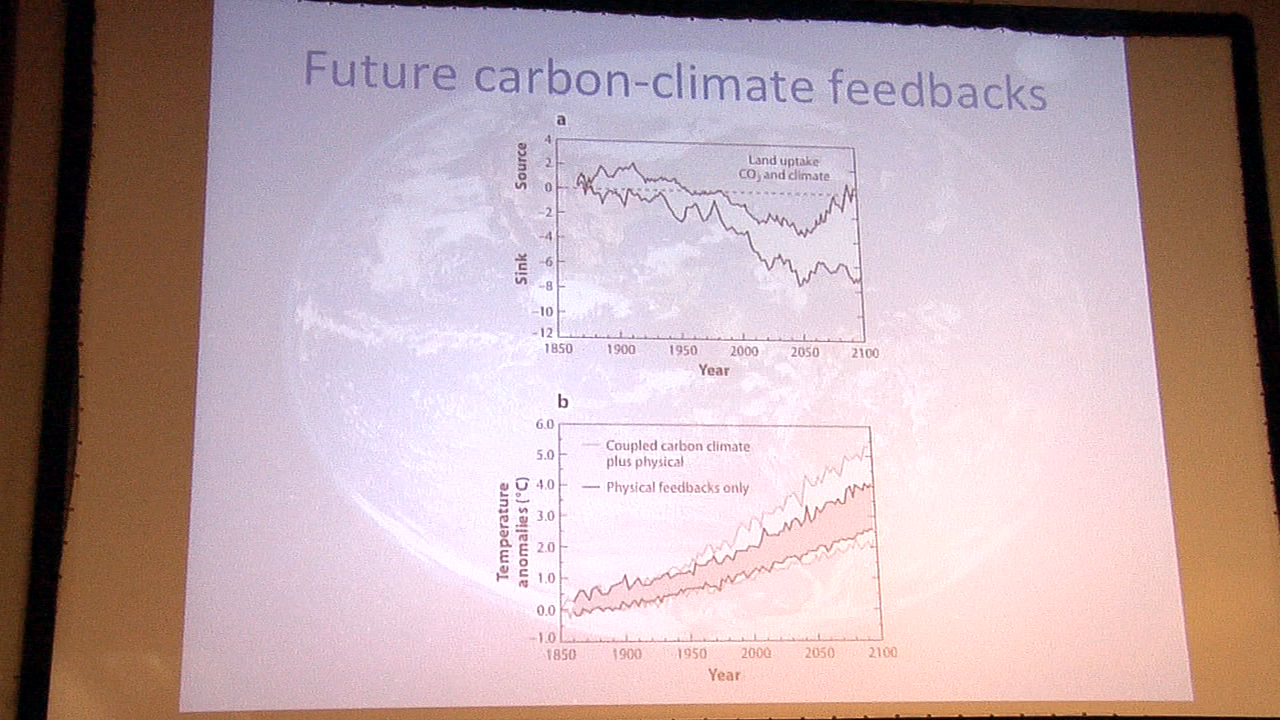 Future carbon-climate feedbacks
a
Source
Sink
4
2
0
-2
-4
-6
-8
-10
-12
Land uptake
CO₂ and climate
1850 1900 1950 2000 2050 2100
Year
b
Temperature
anomalies (°C)
6.0
5.0
4.0
3.0
2.0
1.0
0.0
-1.0
Coupled carbon climate
plus physical
Physical feedbacks only
1850 1900 1950 2000 2050 2100
Year